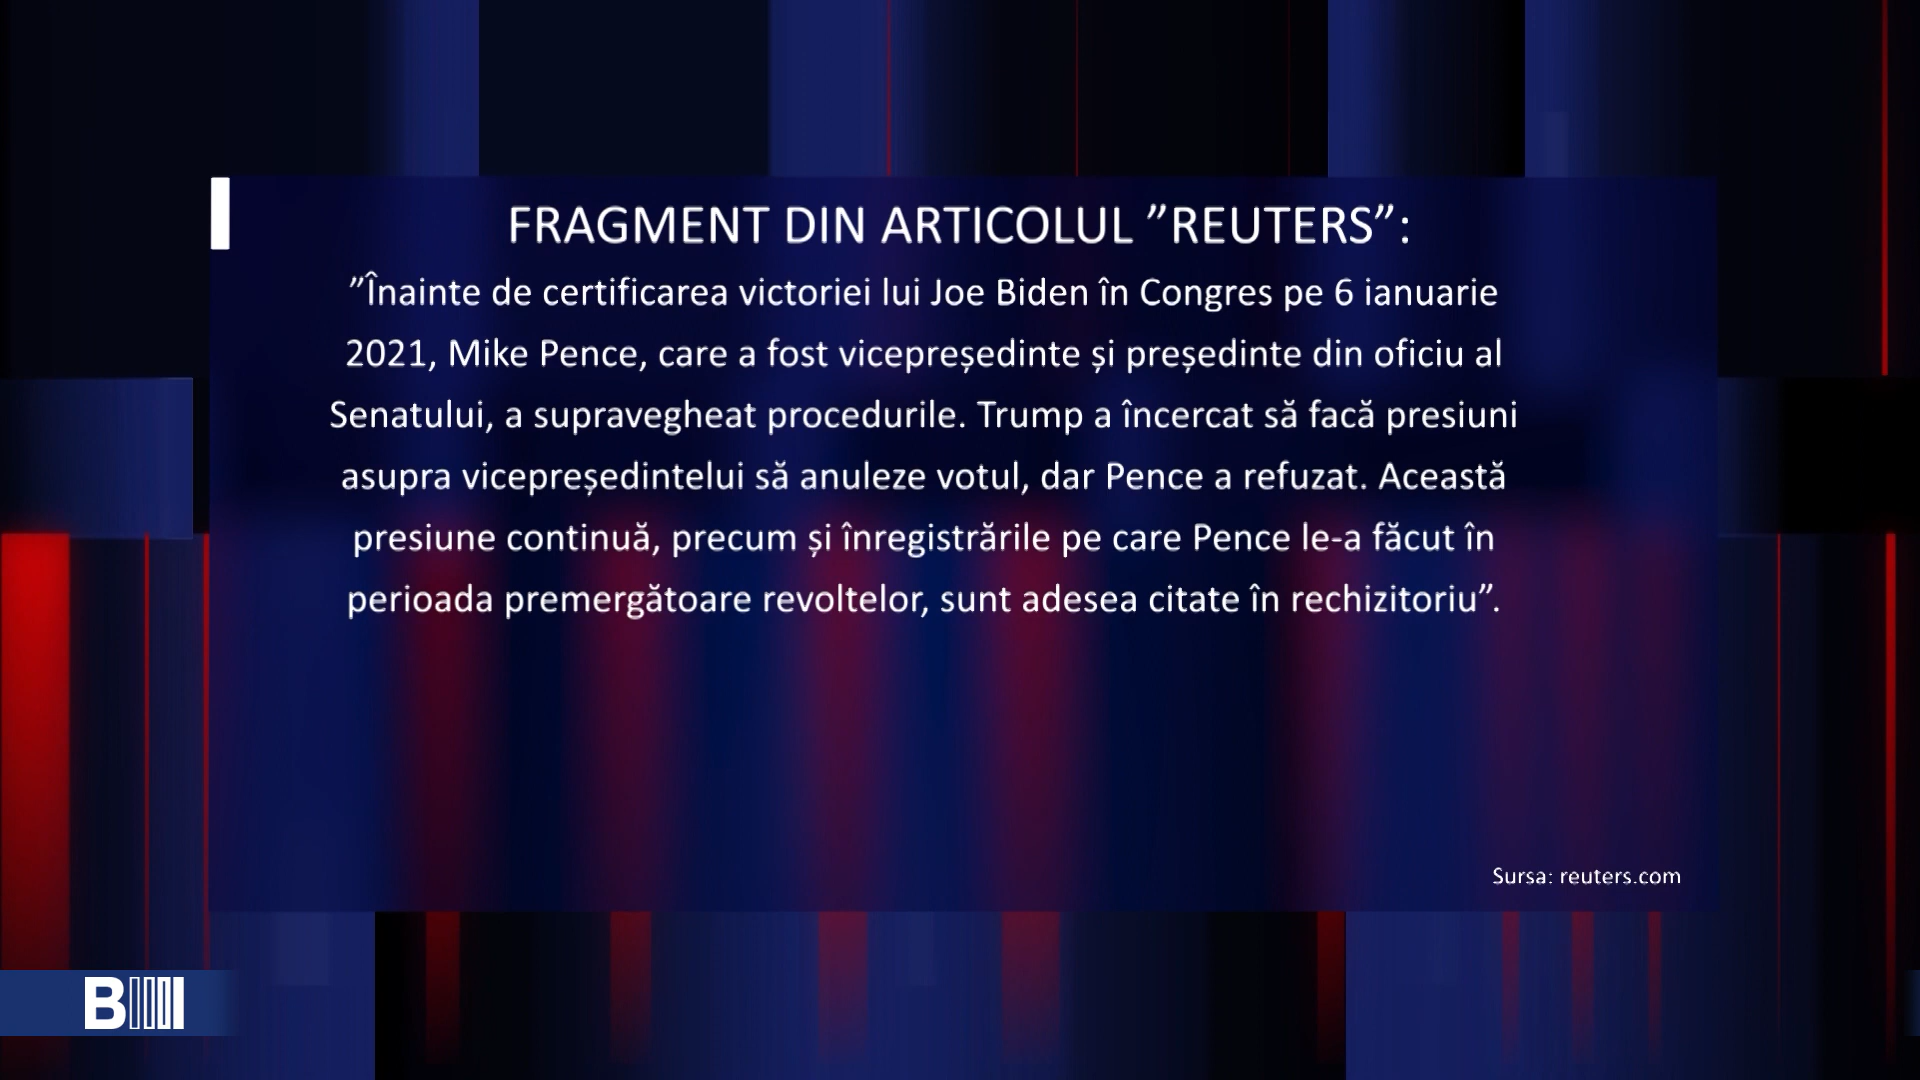 FRAGMENT DIN ARTICOLUL ”REUTERS”:
”Înainte de certificarea victoriei lui Joe Biden în Congres pe 6 ianuarie
2021, Mike Pence, care a fost vicepreședinte și președinte din oficiu al
Senatului, a supravegheat procedurile. Trump a încercat să facă presiuni
asupra vicepreședintelui să anuleze votul, dar Pence a refuzat. Această
presiune continuă, precum și înregistrările pe care Pence le-a făcut în
perioada premergătoare revoltelor, sunt adesea citate în rechizitoriu”.
Sursa: reuters.com
B